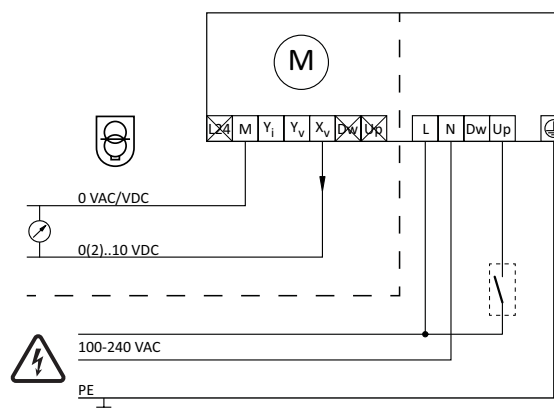 M
L24 M Yi Yv Xv Dw Up L N Dw Up
0 VAC/VDC
0(2)..10 VDC
100-240 VAC
PE